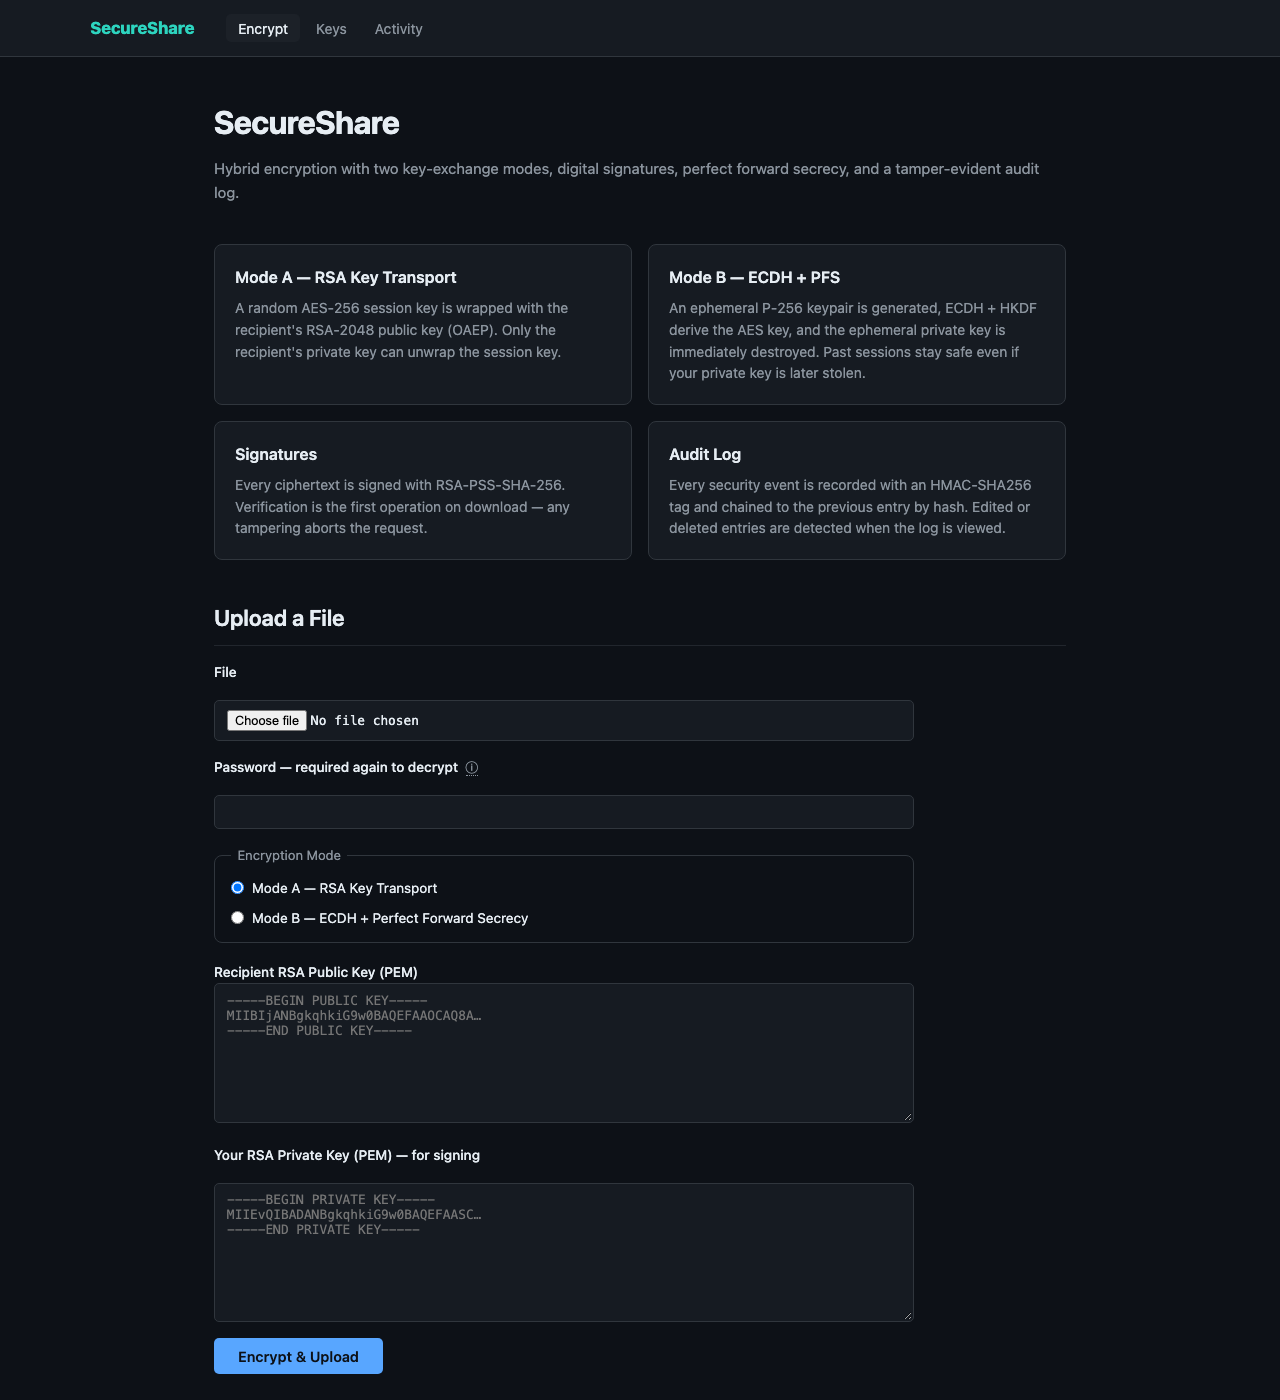 SecureShare
Encrypt
Keys
Activity
SecureShare
Hybrid encryption with two key-exchange modes, digital signatures, perfect forward secrecy, and a tamper-evident audit
log.
Mode A — RSA Key Transport
A random AES-256 session key is wrapped with the
recipient's RSA-2048 public key (OAEP). Only the
recipient's private key can unwrap the session key.
Mode B — ECDH + PFS
An ephemeral P-256 keypair is generated, ECDH + HKDF
derive the AES key, and the ephemeral private key is
immediately destroyed. Past sessions stay safe even if
your private key is later stolen.
Signatures
Every ciphertext is signed with RSA-PSS-SHA-256.
Verification is the first operation on download — any
tampering aborts the request.
Audit Log
Every security event is recorded with an HMAC-SHA256
tag and chained to the previous entry by hash. Edited or
deleted entries are detected when the log is viewed.
Upload a File
File
Choose file No file chosen
Password — required again to decrypt ⓘ
Encryption Mode
Mode A — RSA Key Transport
Mode B — ECDH + Perfect Forward Secrecy
Recipient RSA Public Key (PEM)
-----BEGIN PUBLIC KEY-----
MIIBIjANBgkqhkiG9w0BAQEFAAOCAQ8A…
-----END PUBLIC KEY-----
Your RSA Private Key (PEM) — for signing
-----BEGIN PRIVATE KEY-----
MIIEvQIBADANBgkqhkiG9w0BAQEFAASC…
-----END PRIVATE KEY-----
Encrypt & Upload